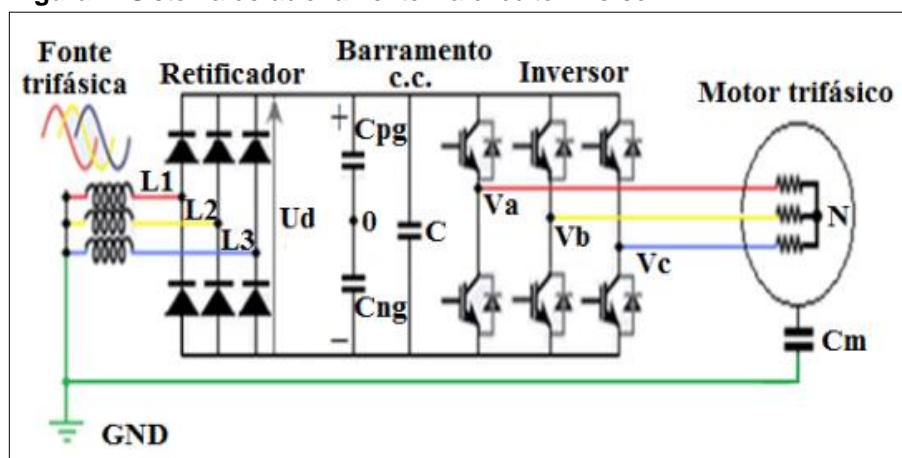 Fonte
trifásica
Retificador
Barramento
c.c.
Inversor
Motor trifásico
+
Cpg
L1
L2
L3
Ud
0
C
Va
Vb
Vc
N
Cng
−
Cm
GND